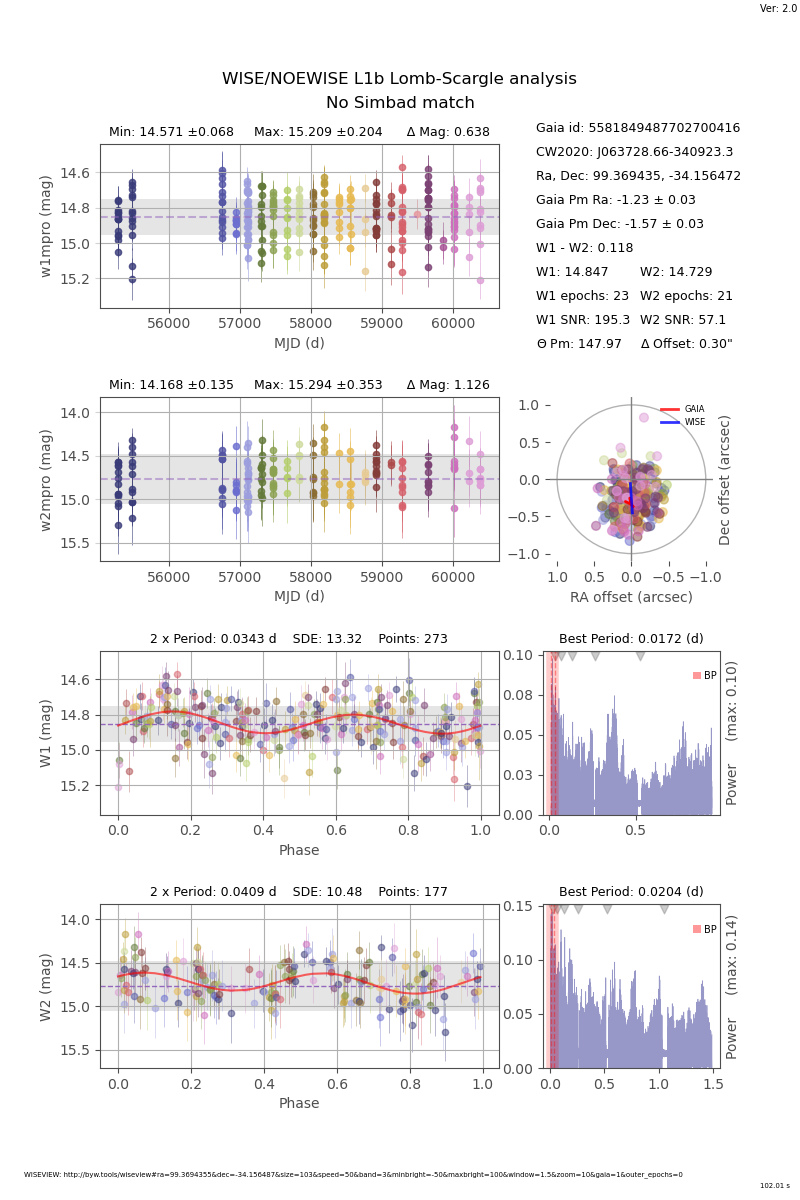 Ver: 2.0
WISE/NOEWISE L1b Lomb-Scargle analysis
No Simbad match
Min: 14.571 ±0.068 Max: 15.209 ±0.204 Δ Mag: 0.638
14.6
14.8
15.0
15.2
w1mpro (mag)
56000 57000 58000 59000 60000
MJD (d)
Gaia id: 5581849487702700416
CW2020: J063728.66-340923.3
Ra, Dec: 99.369435, -34.156472
Gaia Pm Ra: -1.23 ± 0.03
Gaia Pm Dec: -1.57 ± 0.03
W1 - W2: 0.118
W1: 14.847 W2: 14.729
W1 epochs: 23 W2 epochs: 21
W1 SNR: 195.3 W2 SNR: 57.1
Θ Pm: 147.97 Δ Offset: 0.30"
Min: 14.168 ±0.135 Max: 15.294 ±0.353 Δ Mag: 1.126
14.0
14.5
15.0
15.5
w2mpro (mag)
56000 57000 58000 59000 60000
MJD (d)
1.0
0.5
0.0
−0.5
−1.0
GAIA
WISE
Dec offset (arcsec)
1.0 0.5 0.0 −0.5 −1.0
RA offset (arcsec)
2 x Period: 0.0343 d SDE: 13.32 Points: 273
14.6
14.8
15.0
15.2
W1 (mag)
0.0 0.2 0.4 0.6 0.8 1.0
Phase
Best Period: 0.0172 (d)
0.10
0.08
0.05
0.03
0.00
BP
Power (max: 0.10)
0.0 0.5
2 x Period: 0.0409 d SDE: 10.48 Points: 177
14.0
14.5
15.0
15.5
W2 (mag)
0.0 0.2 0.4 0.6 0.8 1.0
Phase
Best Period: 0.0204 (d)
0.15
0.10
0.05
0.00
BP
Power (max: 0.14)
0.0 0.5 1.0 1.5
WISEVIEW: http://byw.tools/wiseview#ra=99.3694355&dec=-34.156487&size=103&speed=50&band=3&minbright=-50&maxbright=100&window=1.5&zoom=10&gaia=1&outer_epochs=0
102.01 s